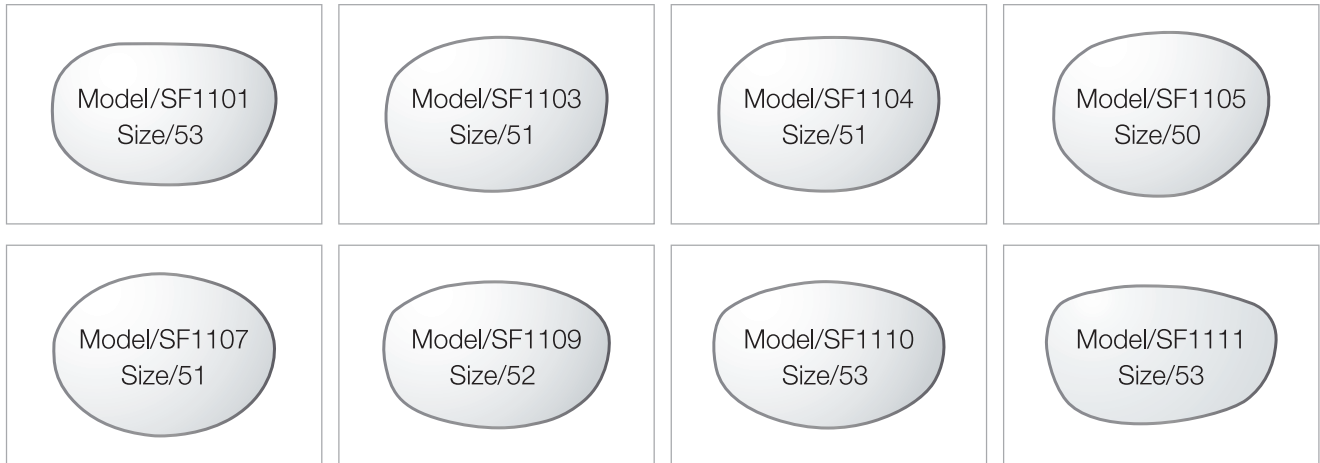 Model/SF1101
Size/53
Model/SF1103
Size/51
Model/SF1104
Size/51
Model/SF1105
Size/50
Model/SF1107
Size/51
Model/SF1109
Size/52
Model/SF1110
Size/53
Model/SF1111
Size/53